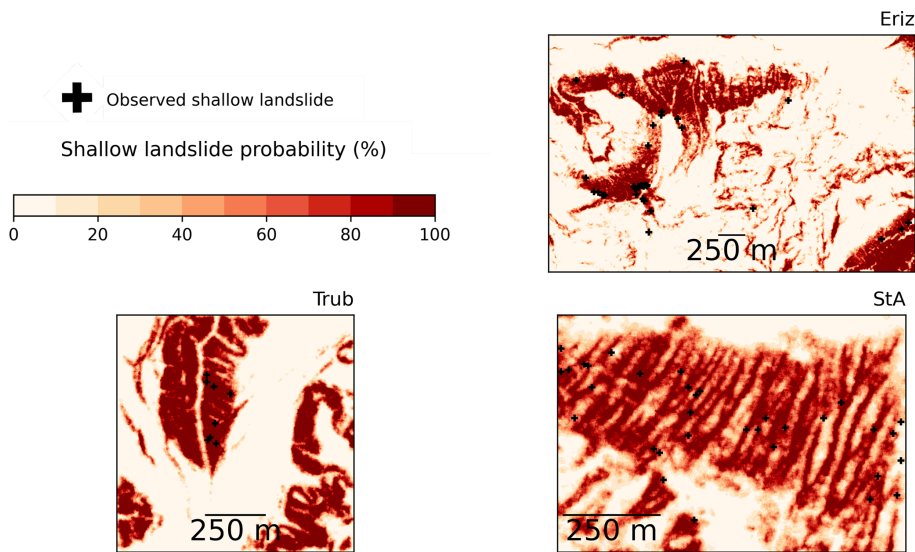 Eriz
Observed shallow landslide
Shallow landslide probability (%)
0 20 40 60 80 100
250 m
Trub
StA
250 m
250 m